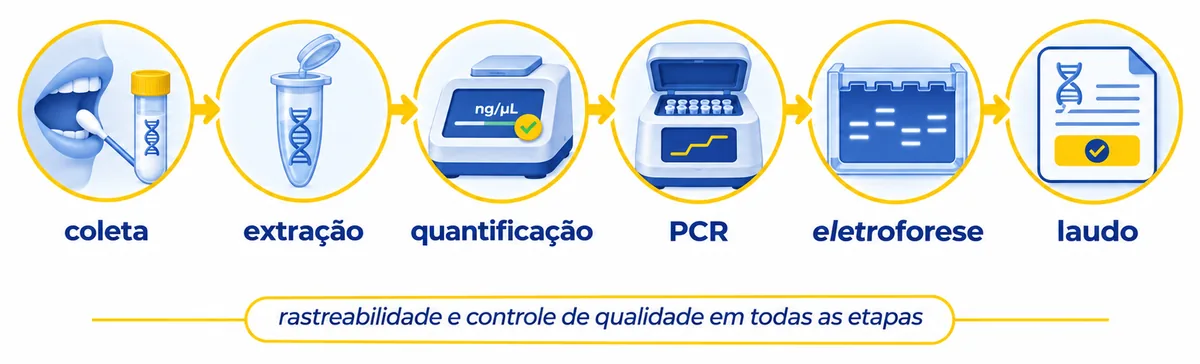 ng/µL
coleta
extração
quantificação
PCR
eletroforese
laudo
rastreabilidade e controle de qualidade em todas as etapas